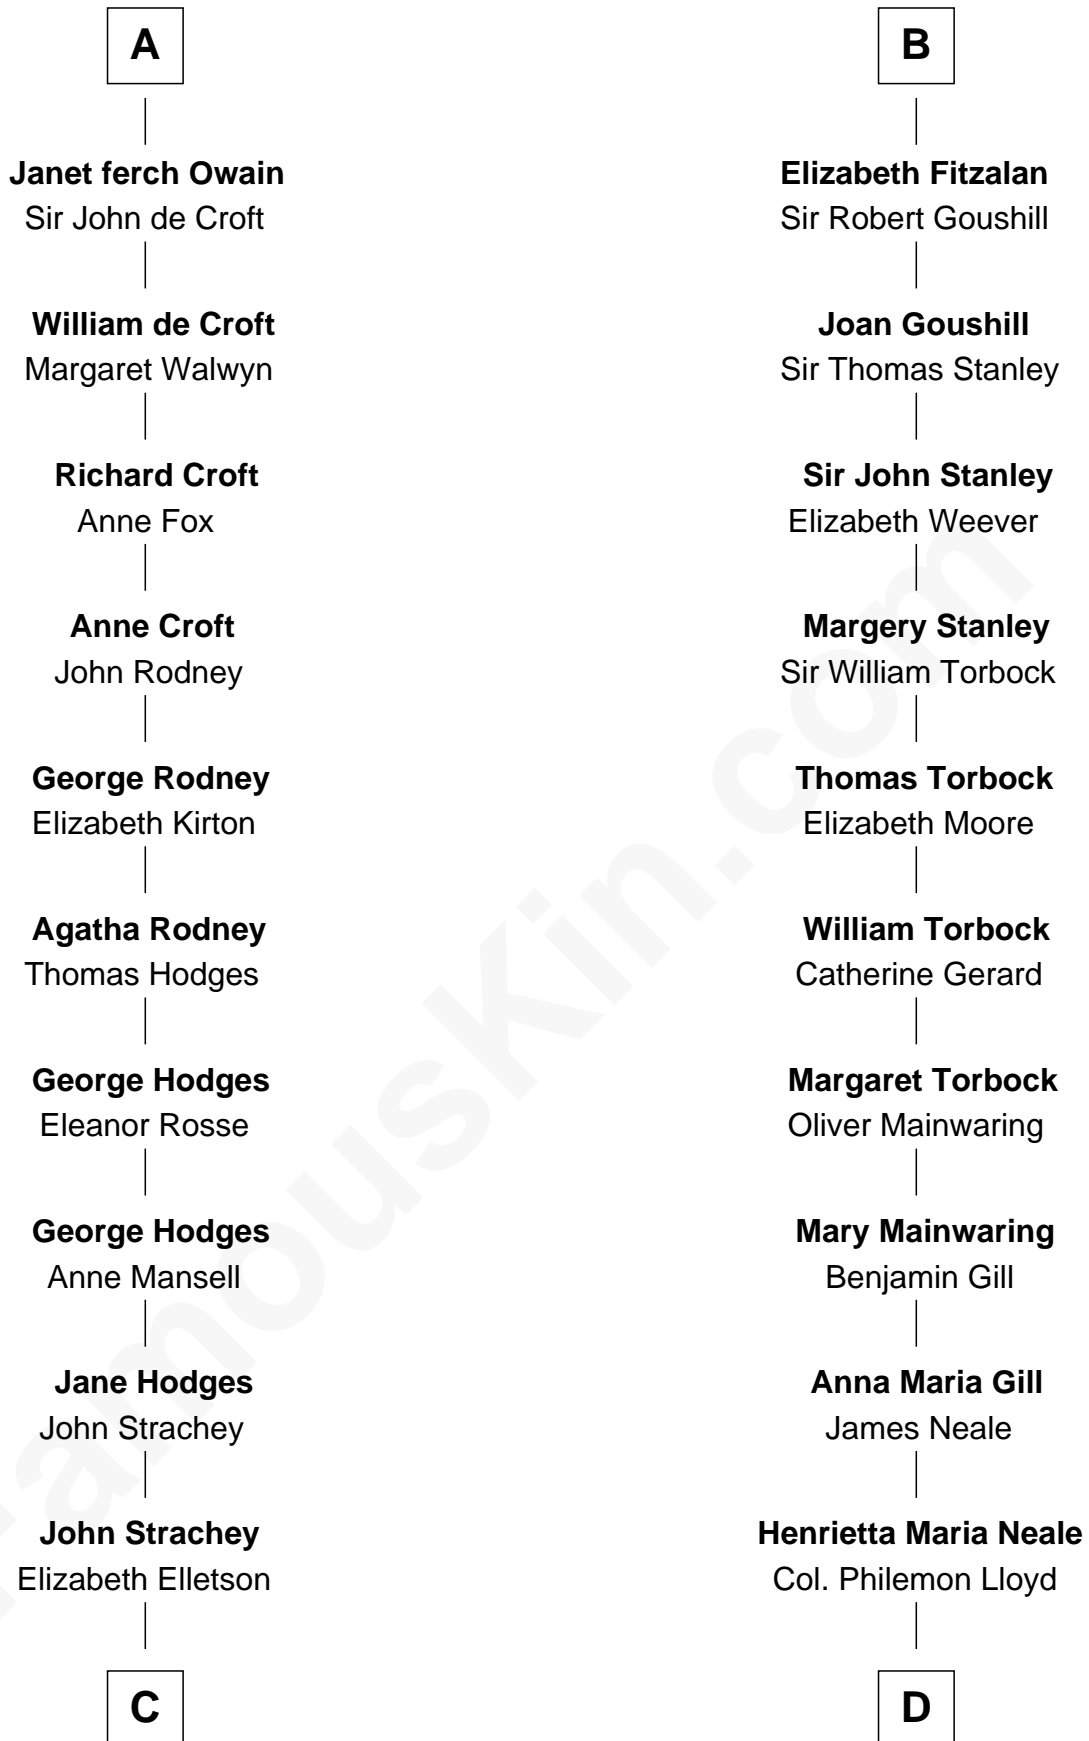 A
Janet ferch Owain
Sir John de Croft
William de Croft
Margaret Walwyn
Richard Croft
Anne Fox
Anne Croft
John Rodney
George Rodney
Elizabeth Kirton
Agatha Rodney
Thomas Hodges
George Hodges
Eleanor Rosse
George Hodges
Anne Mansell
Jane Hodges
John Strachey
John Strachey
Elizabeth Elletson
C
B
Elizabeth Fitzalan
Sir Robert Goushill
Joan Goushill
Sir Thomas Stanley
Sir John Stanley
Elizabeth Weever
Margery Stanley
Sir William Torbock
Thomas Torbock
Elizabeth Moore
William Torbock
Catherine Gerard
Margaret Torbock
Oliver Mainwaring
Mary Mainwaring
Benjamin Gill
Anna Maria Gill
James Neale
Henrietta Maria Neale
Col. Philemon Lloyd
D
FamousKin.com